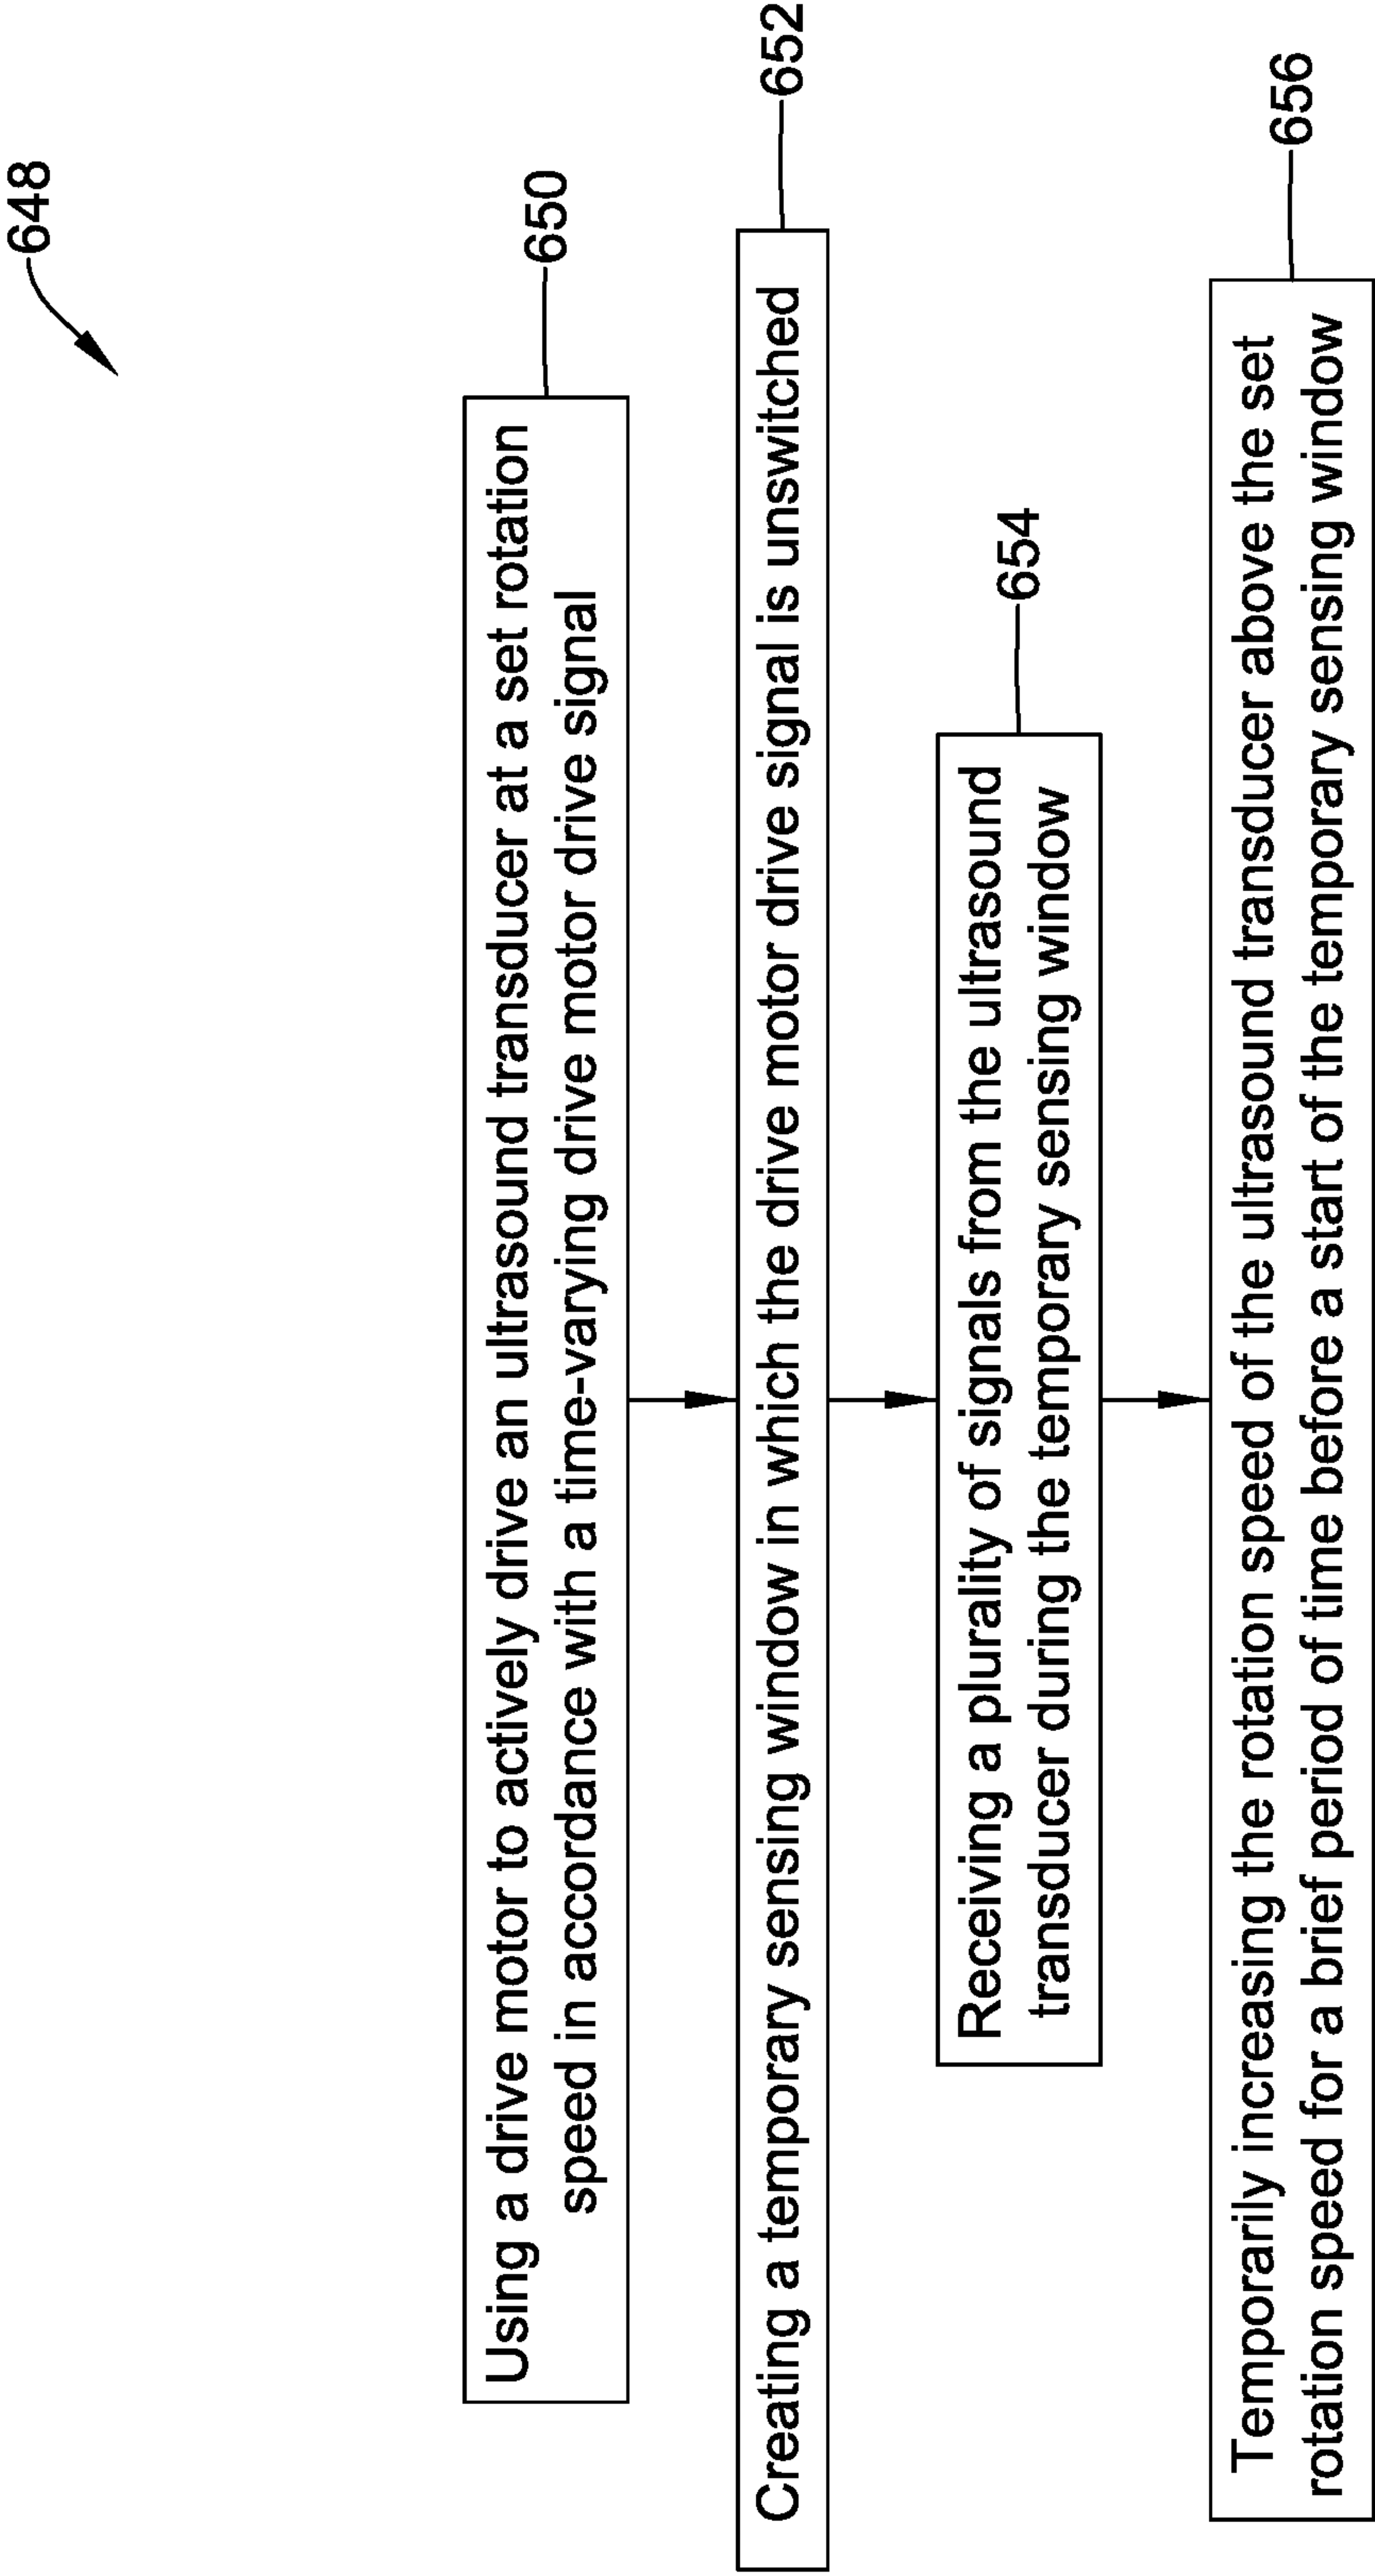 648
650
Using a drive motor to actively drive an ultrasound transducer at a set rotation
speed in accordance with a time-varying drive motor drive signal
652
Creating a temporary sensing window in which the drive motor drive signal is unswitched
654
Receiving a plurality of signals from the ultrasound
transducer during the temporary sensing window
656
Temporarily increasing the rotation speed of the ultrasound transducer above the set
rotation speed for a brief period of time before a start of the temporary sensing window